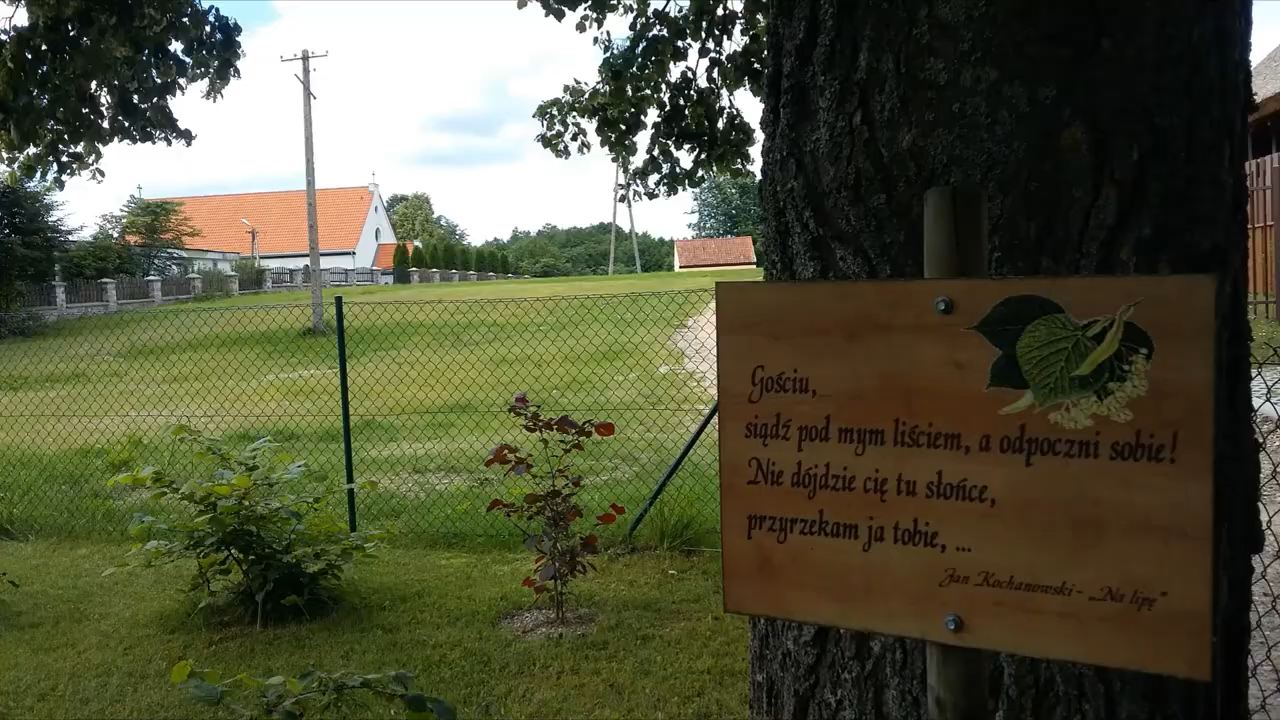 Gościu,
siądź pod mym liściem, a odpoczni sobie!
Nie dójdzie cię tu słońce,
przyrzekam ja tobie, ...
Jan Kochanowski - „Na lipę”